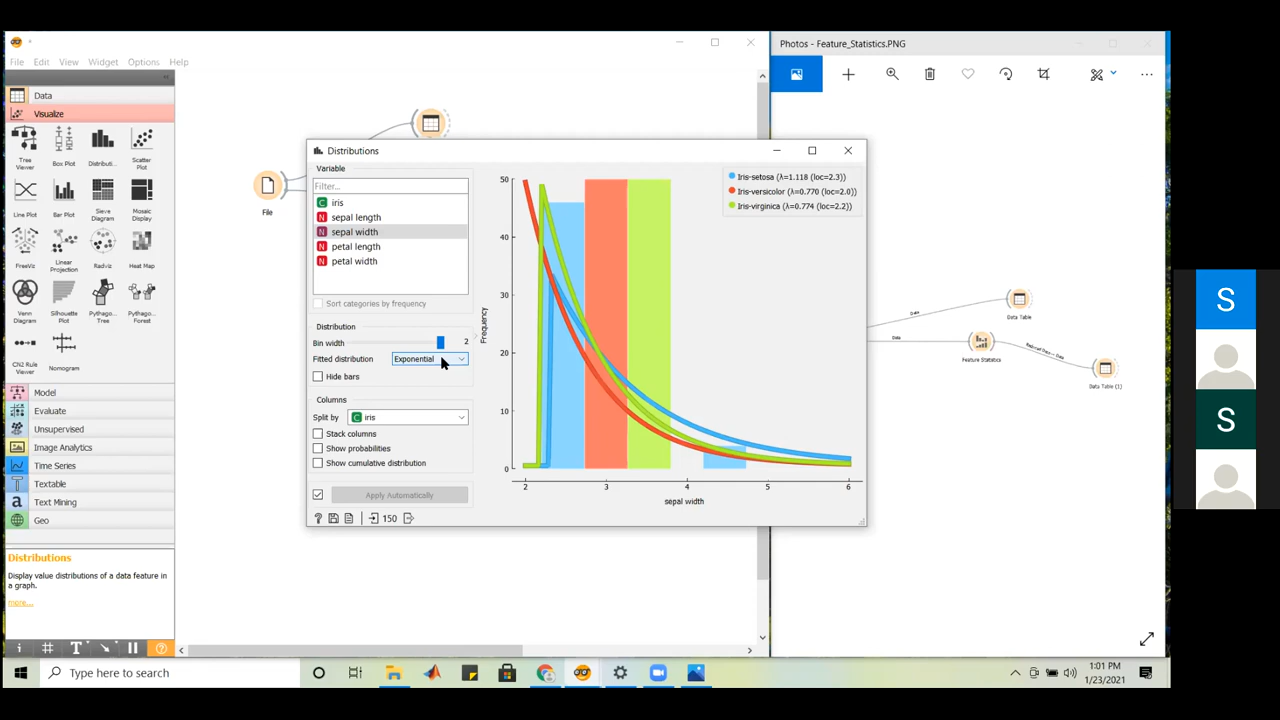 File Edit View Widget Options Help
Data
Visualize
Tree Viewer
Box Plot
Distributi...
Scatter Plot
Line Plot
Bar Plot
Sieve Diagram
Mosaic Display
FreeViz
Linear Projection
Radviz
Heat Map
Venn Diagram
Silhouette Plot
Pythago... Tree
Pythago... Forest
CN2 Rule Viewer
Nomogram
Model
Evaluate
Unsupervised
Image Analytics
Time Series
Textable
Text Mining
Geo
Distributions
Display value distributions of a data feature in
a graph.
more...
File
Distributions
Variable
Filter...
C iris
N sepal length
N sepal width
N petal length
N petal width
Sort categories by frequency
Distribution
Bin width 2
Fitted distribution Exponential
Hide bars
Columns
Split by C iris
Stack columns
Show probabilities
Show cumulative distribution
Apply Automatically
? 150
Iris-setosa (λ=1.118 (loc=2.3))
Iris-versicolor (λ=0.770 (loc=2.0))
Iris-virginica (λ=0.774 (loc=2.2))
50
40
30
20
10
0
Frequency
2 3 4 5 6
sepal width
Photos - Feature_Statistics.PNG
Data
Data Table
Data
Feature Statistics
Reduced Data — Data
Data Table (1)
S
S
Type here to search
1:01 PM
1/23/2021